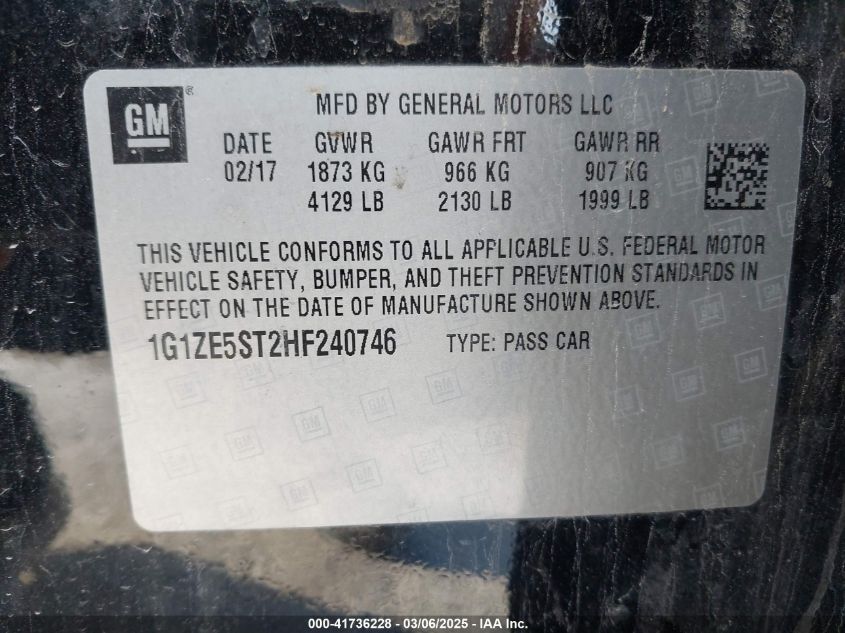 GM ®
MFD BY GENERAL MOTORS LLC
DATE GVWR GAWR FRT GAWR RR
02/17 1873 KG 966 KG 907 KG
4129 LB 2130 LB 1999 LB
THIS VEHICLE CONFORMS TO ALL APPLICABLE U.S. FEDERAL MOTOR
VEHICLE SAFETY, BUMPER, AND THEFT PREVENTION STANDARDS IN
EFFECT ON THE DATE OF MANUFACTURE SHOWN ABOVE.
1G1ZE5ST2HF240746 TYPE: PASS CAR
000-41736228 - 03/06/2025 - © IAA, Inc.